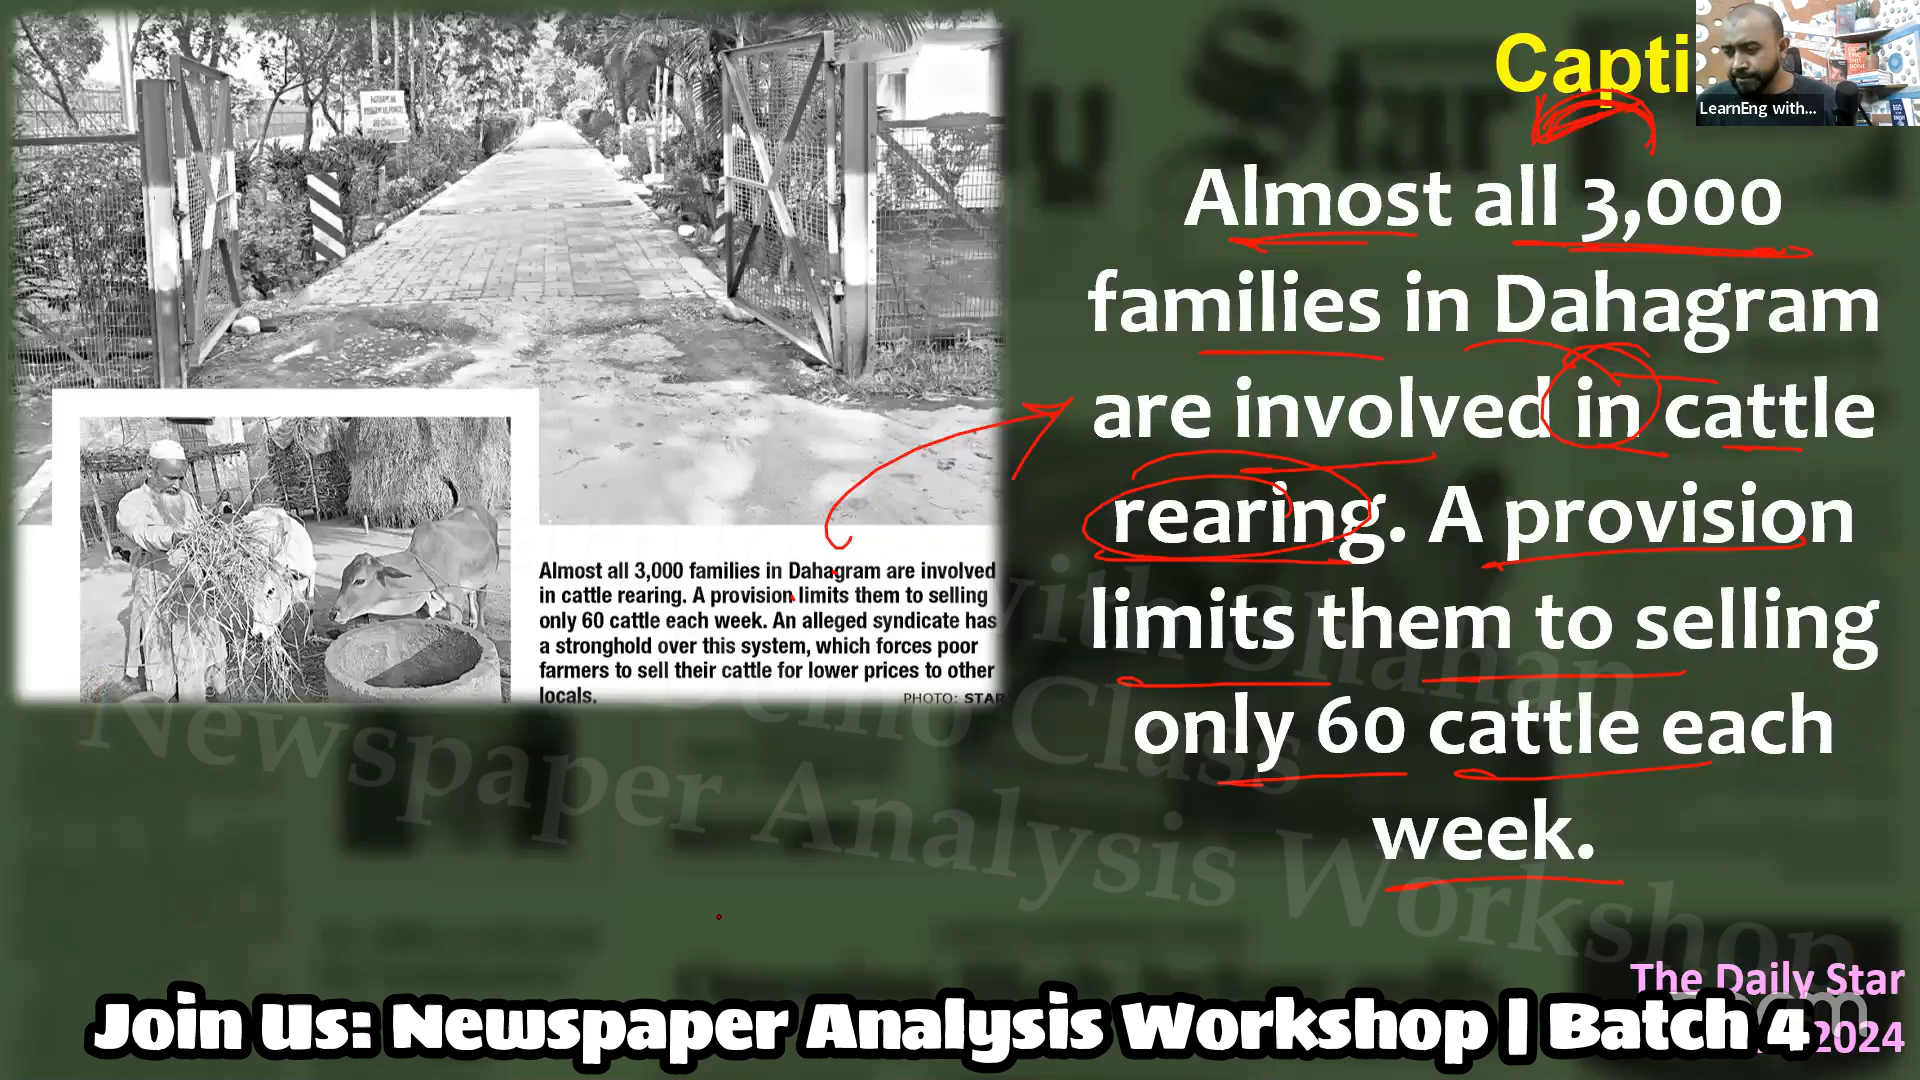 Capti
LearnEng with...
Almost all 3,000
families in Dahagram
are involved in cattle
rearing. A provision
limits them to selling
only 60 cattle each
week.
Almost all 3,000 families in Dahagram are involved
in cattle rearing. A provision limits them to selling
only 60 cattle each week. An alleged syndicate has
a stronghold over this system, which forces poor
farmers to sell their cattle for lower prices to other
locals.
PHOTO: STAR
with Shahan
Demo Class
Newspaper Analysis Workshop
The Daily Star
2024
Join Us: Newspaper Analysis Workshop | Batch 4